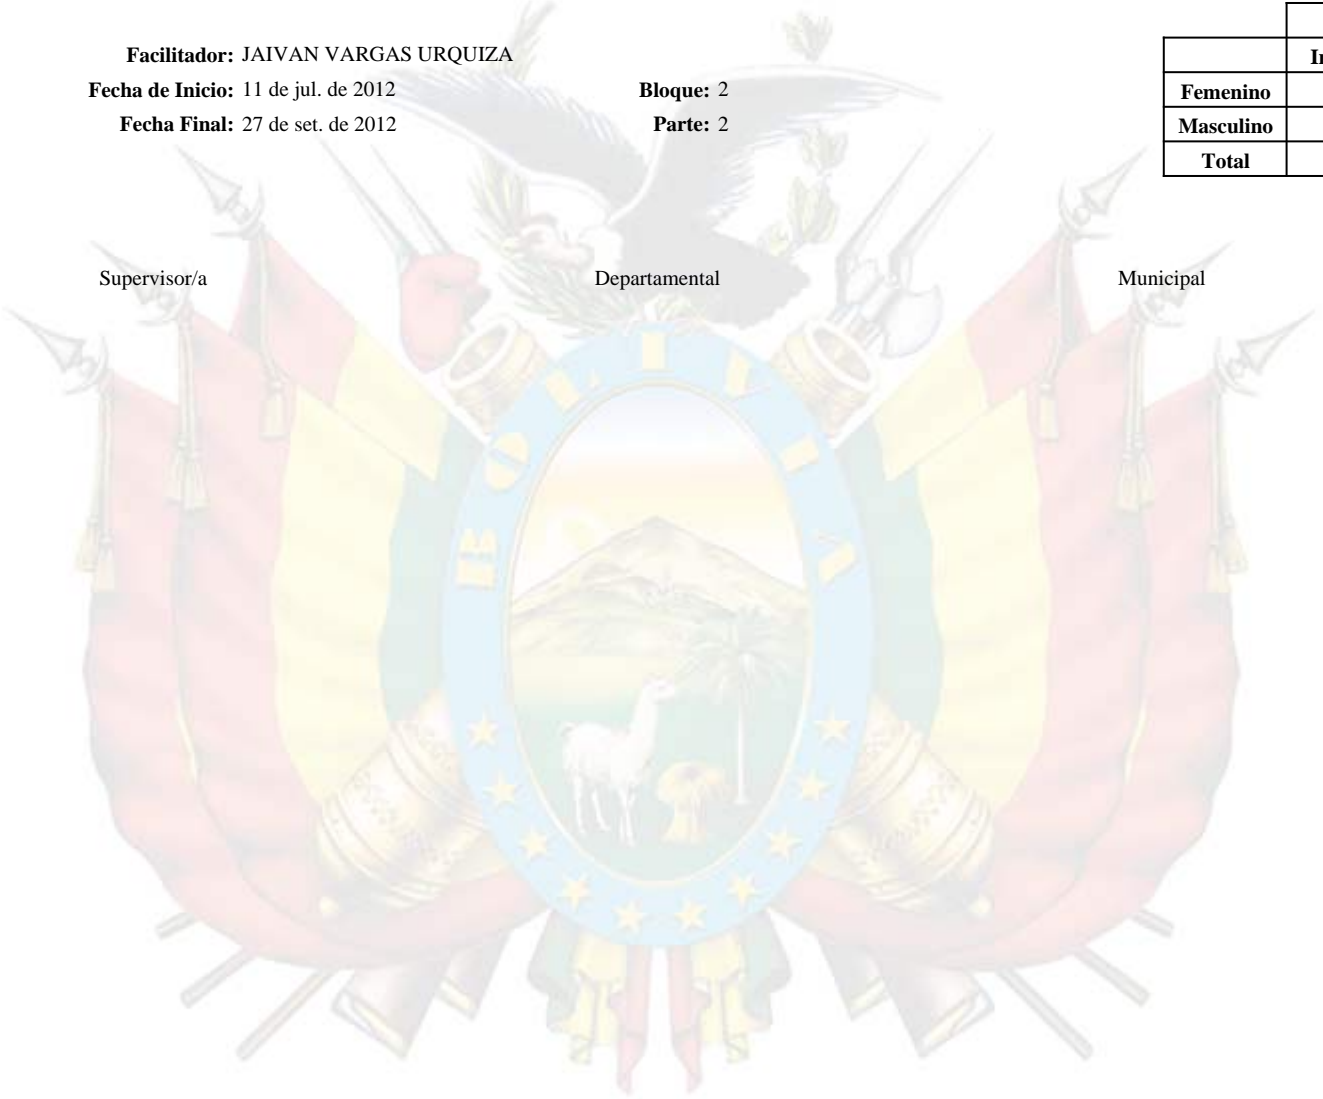 Facilitador: JAIVAN VARGAS URQUIZA
Fecha de Inicio: 11 de jul. de 2012 Bloque: 2
Fecha Final: 27 de set. de 2012 Parte: 2
Femenino
Masculino
Total
Supervisor/a Departamental Municipal
BOLIVIA